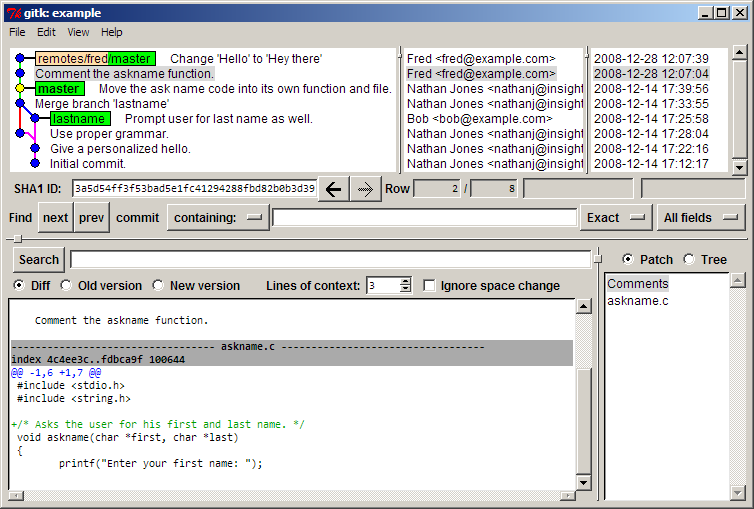 gitk: example
File Edit View Help
remotes/fred/master Change 'Hello' to 'Hey there' Fred <fred@example.com> 2008-12-28 12:07:39
Comment the askname function. Fred <fred@example.com> 2008-12-28 12:07:04
master Move the ask name code into its own function and file. Nathan Jones <nathanj@insight 2008-12-14 17:39:56
Merge branch 'lastname' Nathan Jones <nathanj@insight 2008-12-14 17:33:55
lastname Prompt user for last name as well. Bob <bob@example.com> 2008-12-14 17:25:58
Use proper grammar. Nathan Jones <nathanj@insight 2008-12-14 17:28:04
Give a personalized hello. Nathan Jones <nathanj@insight 2008-12-14 17:22:16
Initial commit. Nathan Jones <nathanj@insight 2008-12-14 17:12:17
SHA1 ID: 3a5d54ff3f53bad5e1fc41294288fbd82b0b3d39 Row 2 / 8
Find next prev commit containing: Exact All fields
Search Patch Tree
Diff Old version New version Lines of context: 3 Ignore space change
Comments
askname.c
Comment the askname function.
---------------------------------- askname.c ----------------------------------
index 4c4ee3c..fdbca9f 100644
@@ -1,6 +1,7 @@
#include <stdio.h>
#include <string.h>
+/* Asks the user for his first and last name. */
void askname(char *first, char *last)
{
printf("Enter your first name: ");